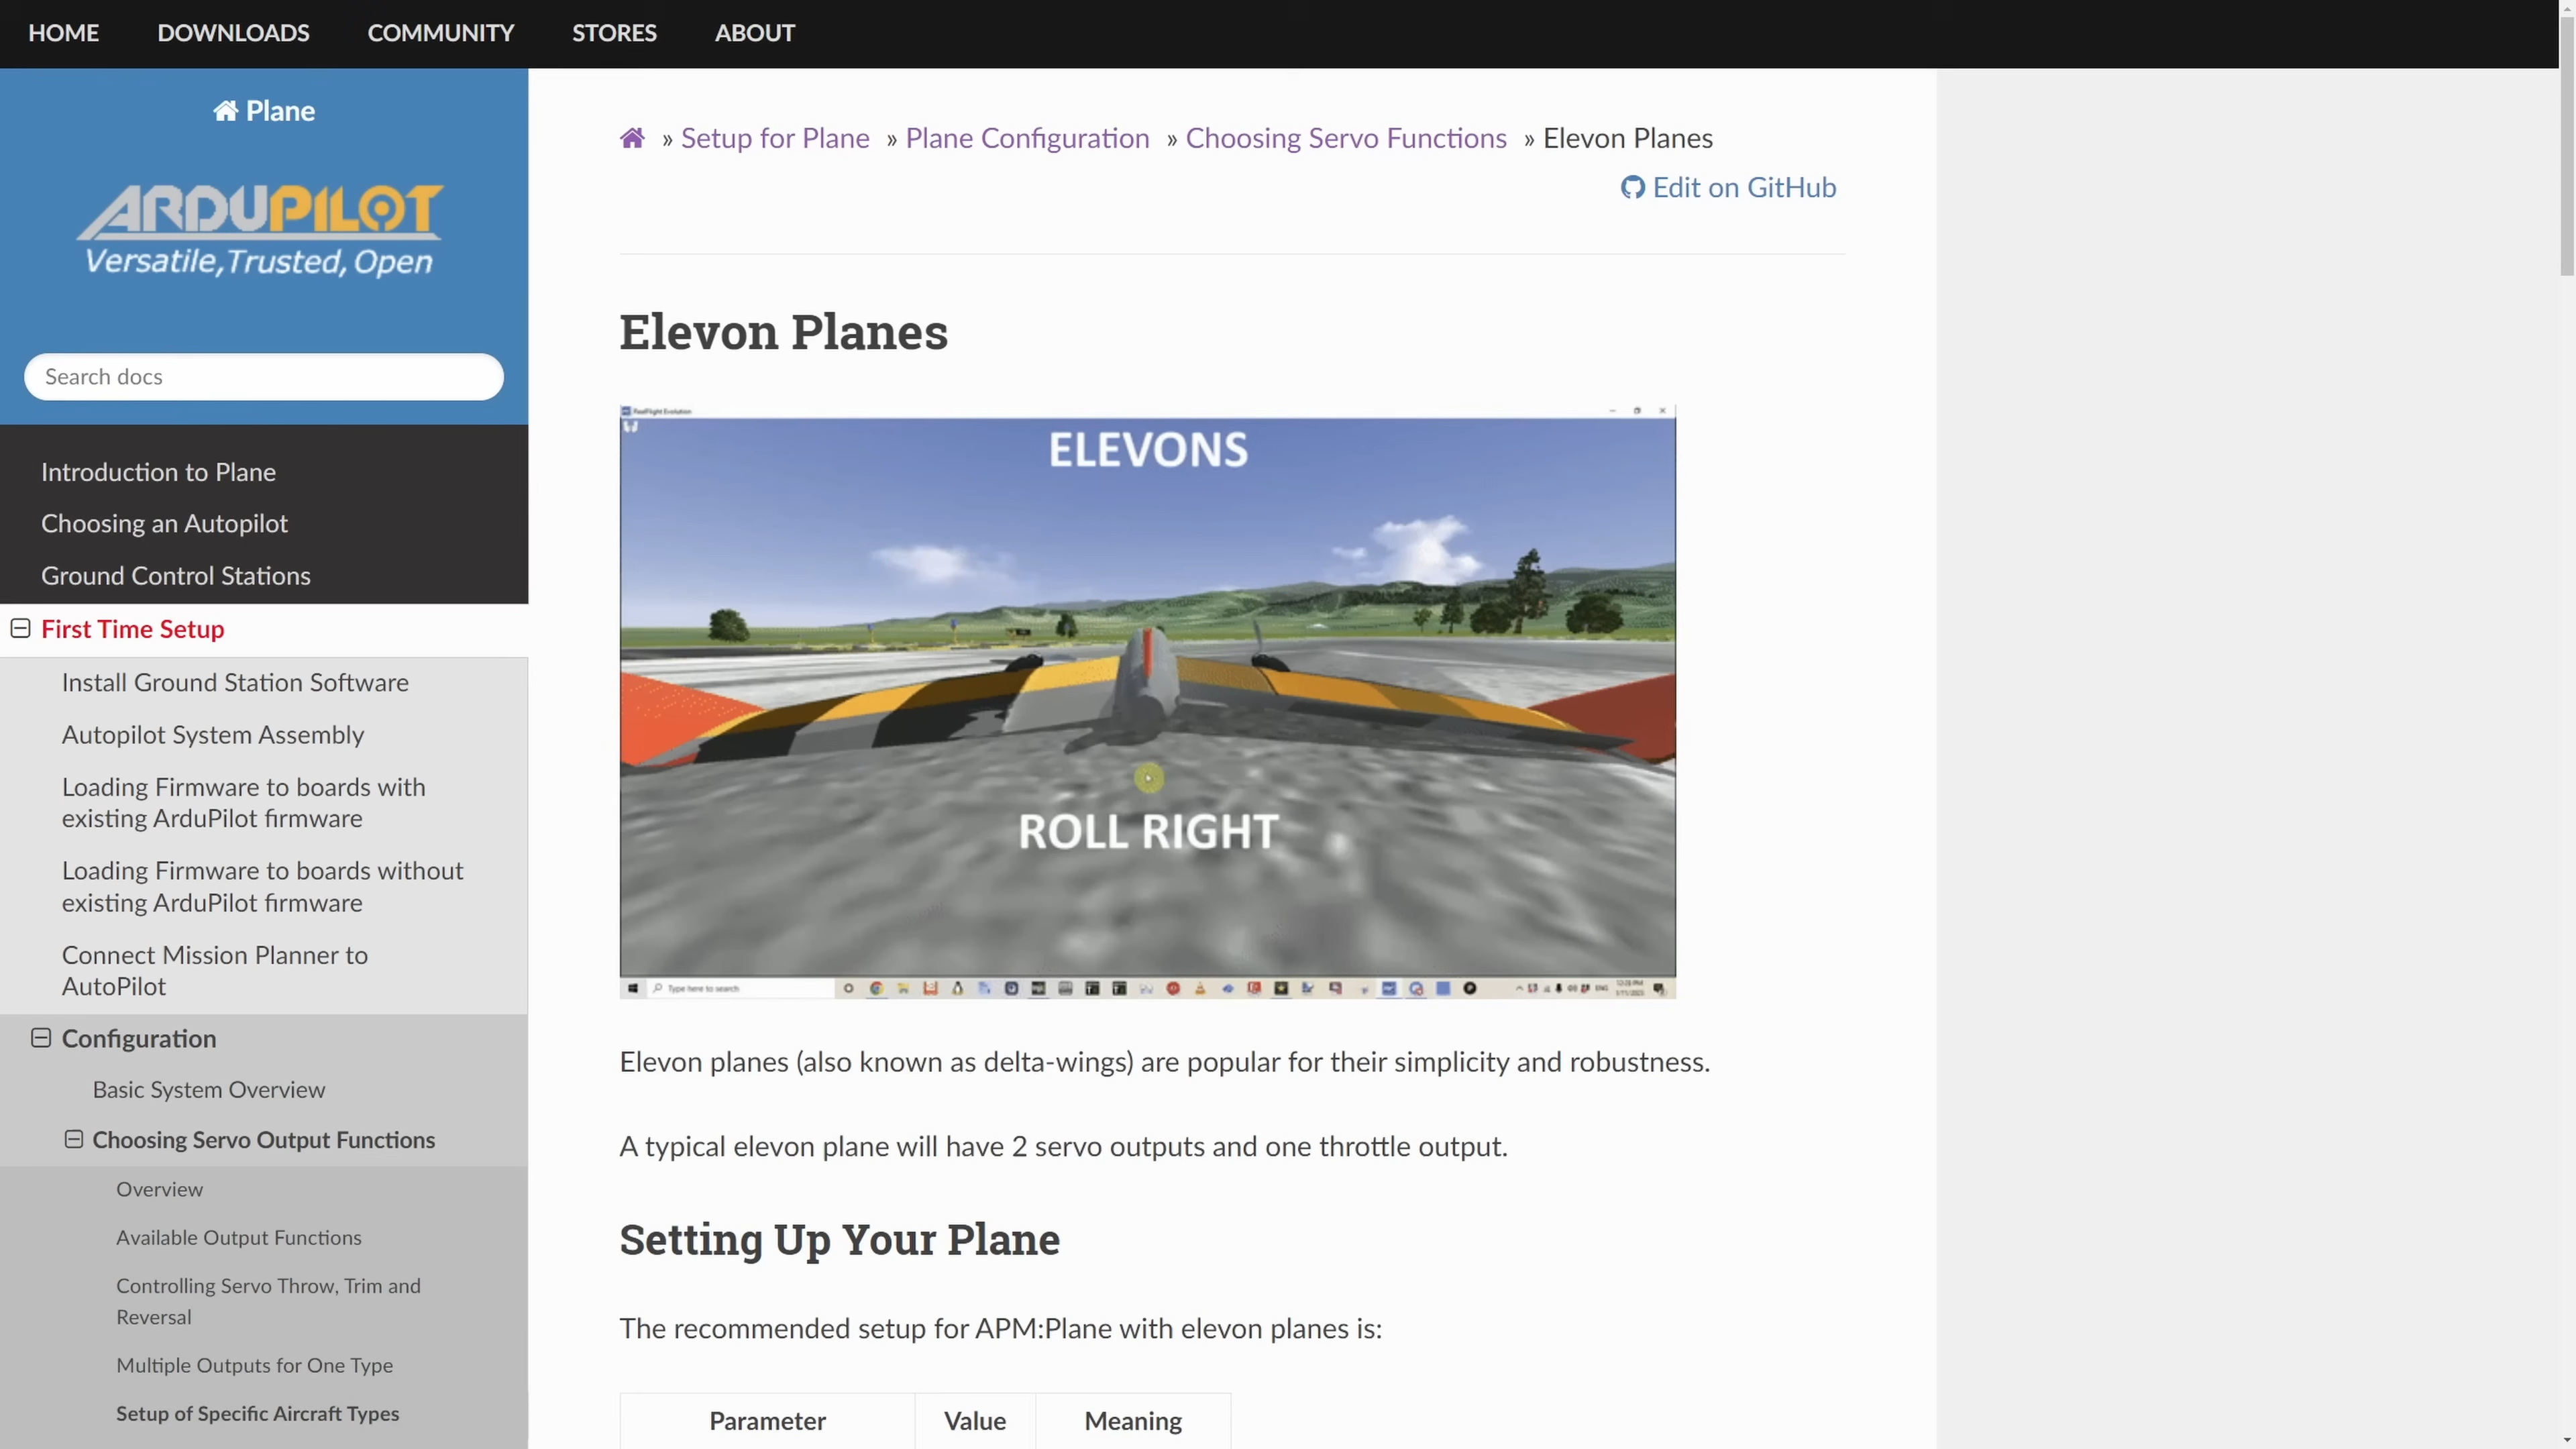 HOME DOWNLOADS COMMUNITY STORES ABOUT
Plane
ARDUPILOT
Versatile,Trusted, Open
Search docs
Introduction to Plane
Choosing an Autopilot
Ground Control Stations
First Time Setup
Install Ground Station Software
Autopilot System Assembly
Loading Firmware to boards with
existing ArduPilot firmware
Loading Firmware to boards without
existing ArduPilot firmware
Connect Mission Planner to
AutoPilot
Configuration
Basic System Overview
Choosing Servo Output Functions
Overview
Available Output Functions
Controlling Servo Throw, Trim and
Reversal
Multiple Outputs for One Type
Setup of Specific Aircraft Types
» Setup for Plane » Plane Configuration » Choosing Servo Functions » Elevon Planes
Edit on GitHub
Elevon Planes
RealFlight Evolution
ELEVONS
ROLL RIGHT
Type here to search
ENG
Elevon planes (also known as delta-wings) are popular for their simplicity and robustness.
A typical elevon plane will have 2 servo outputs and one throttle output.
Setting Up Your Plane
The recommended setup for APM:Plane with elevon planes is:
Parameter Value Meaning